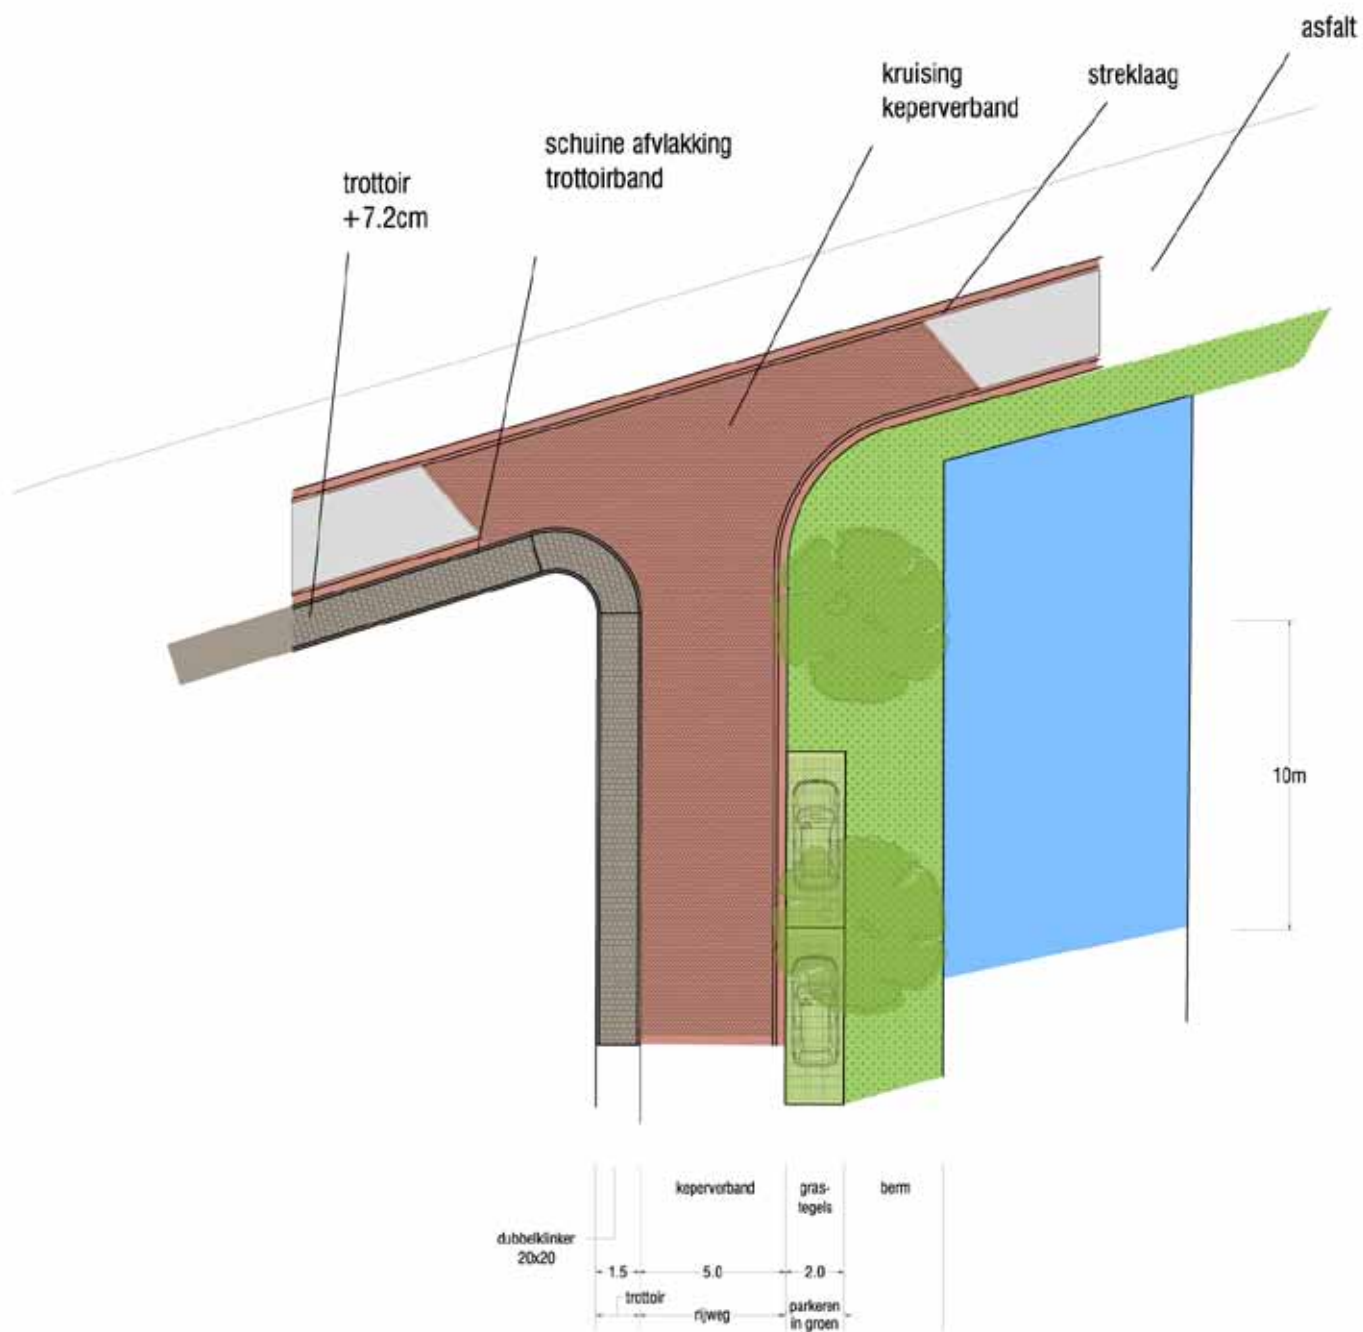 asfalt
kruising
keperverband
streklaag
schuine afvlakking
trottoirband
trottoir
+7.2cm
10m
keperverband
gras-
tegels
berm
dubbelklinker
20x20
1.5
5.0
2.0
trottoir
rijweg
parkeren
in groen